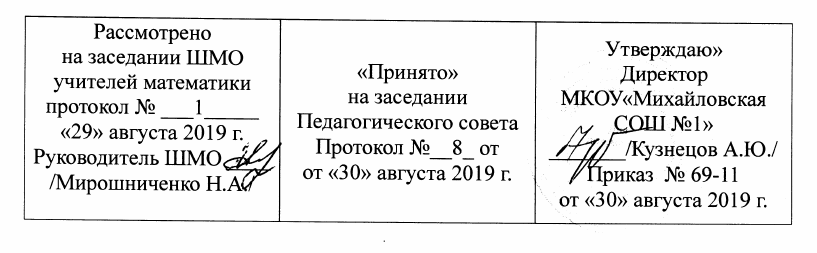 Рассмотрено
на заседании ШМО
учителей математики
протокол № ___1_____
«29» августа 2019 г.
Руководитель ШМО
/Мирошниченко Н.А./
«Принято»
на заседании
Педагогического совета
Протокол №__8_ от
от «30» августа 2019 г.
Утверждаю»
Директор
МКОУ«Михайловская
СОШ №1»
_______/Кузнецов А.Ю./
Приказ № 69-11
от «30» августа 2019 г.